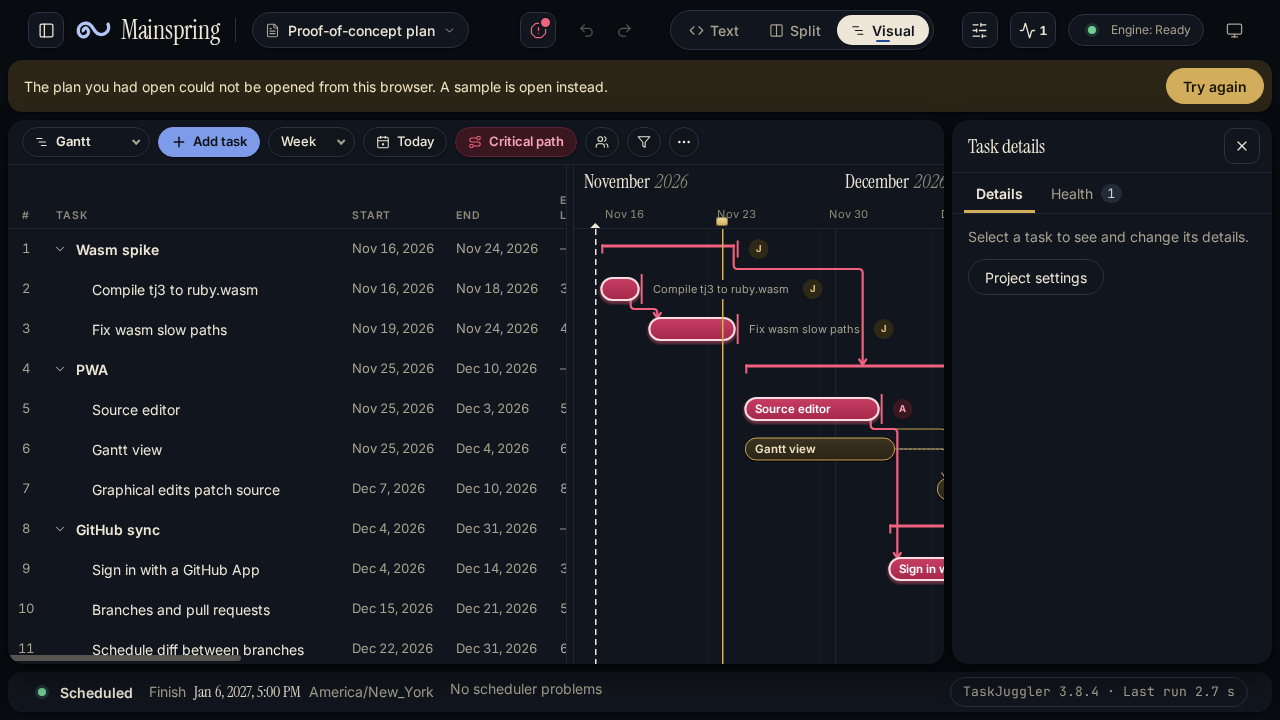 Mainspring
Proof-of-concept plan
Text
Split
Visual
1
Engine: Ready
The plan you had open could not be opened from this browser. A sample is open instead.
Try again
Gantt
Add task
Week
Today
Critical path
Task details
Details
Health 1
Select a task to see and change its details.
Project settings
November 2026
December 2026
# TASK START END
Nov 16
Nov 23
Nov 30
1 Wasm spike Nov 16, 2026 Nov 24, 2026 –
J
2 Compile tj3 to ruby.wasm Nov 16, 2026 Nov 18, 2026 3
Compile tj3 to ruby.wasm J
3 Fix wasm slow paths Nov 19, 2026 Nov 24, 2026 4
Fix wasm slow paths J
4 PWA Nov 25, 2026 Dec 10, 2026 –
5 Source editor Nov 25, 2026 Dec 3, 2026 5
Source editor A
6 Gantt view Nov 25, 2026 Dec 4, 2026 6
Gantt view
7 Graphical edits patch source Dec 7, 2026 Dec 10, 2026 8
8 GitHub sync Dec 4, 2026 Dec 31, 2026 –
9 Sign in with a GitHub App Dec 4, 2026 Dec 14, 2026 3
Sign in w
10 Branches and pull requests Dec 15, 2026 Dec 21, 2026 5
11 Schedule diff between branches Dec 22, 2026 Dec 31, 2026 6
Scheduled Finish Jan 6, 2027, 5:00 PM America/New_York No scheduler problems
TaskJuggler 3.8.4 · Last run 2.7 s